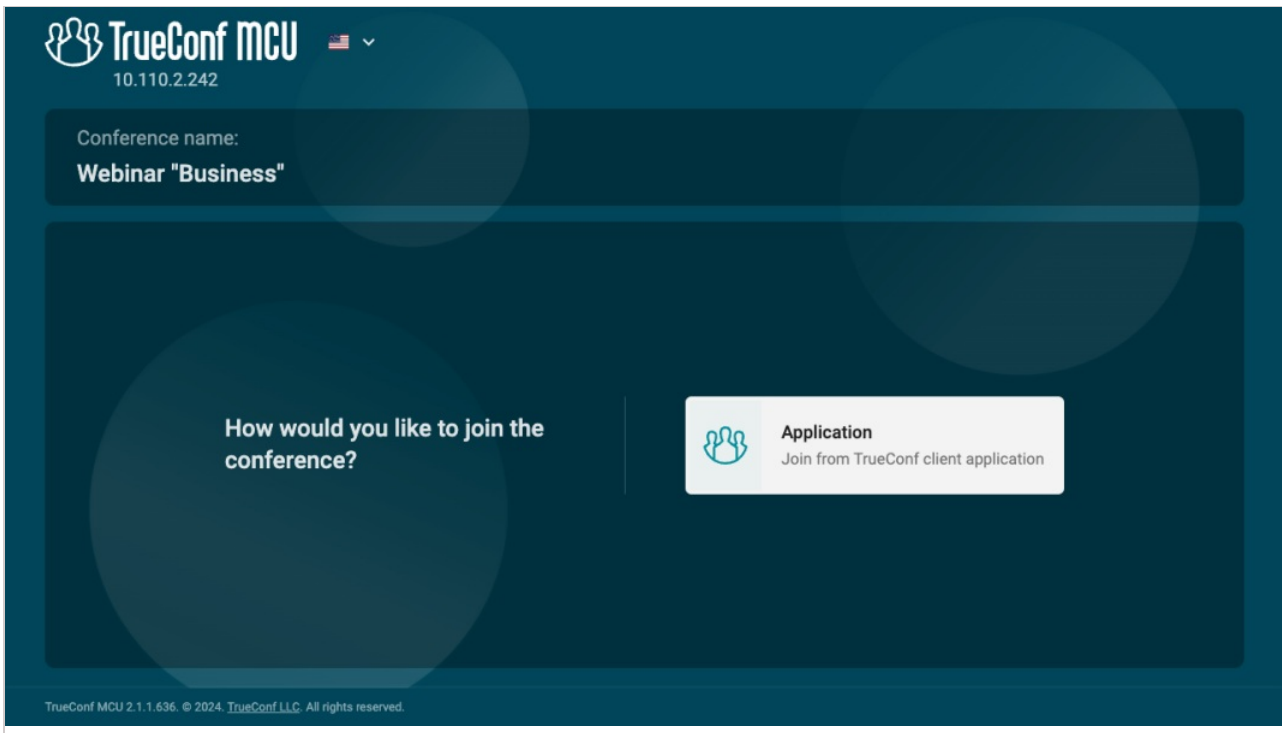 TrueConf MCU
10.110.2.242
Conference name:
Webinar "Business"
How would you like to join the
conference?
Application
Join from TrueConf client application
TrueConf MCU 2.1.1.636. © 2024. TrueConf LLC. All rights reserved.